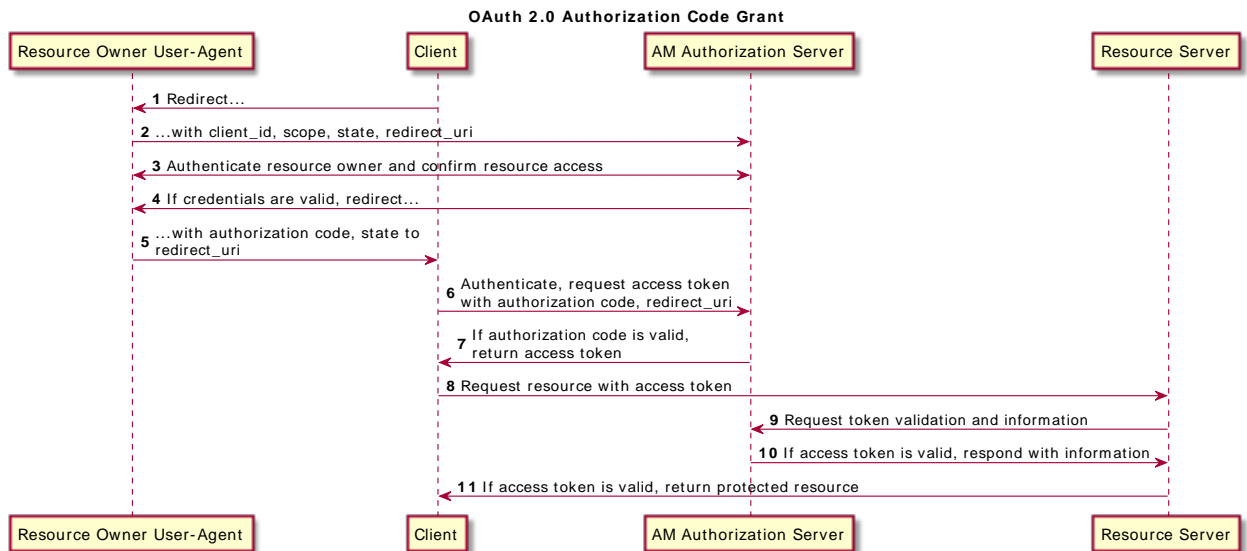 OAuth 2.0 Authorization Code Grant
Resource Owner User-Agent
Client
AM Authorization Server
Resource Server
1 Redirect...
2 ...with client_id, scope, state, redirect_uri
3 Authenticate resource owner and confirm resource access
4 If credentials are valid, redirect...
5 ...with authorization code, state to
redirect_uri
6 Authenticate, request access token
with authorization code, redirect_uri
7 If authorization code is valid,
return access token
8 Request resource with access token
9 Request token validation and information
10 If access token is valid, respond with information
11 If access token is valid, return protected resource
Resource Owner User-Agent
Client
AM Authorization Server
Resource Server